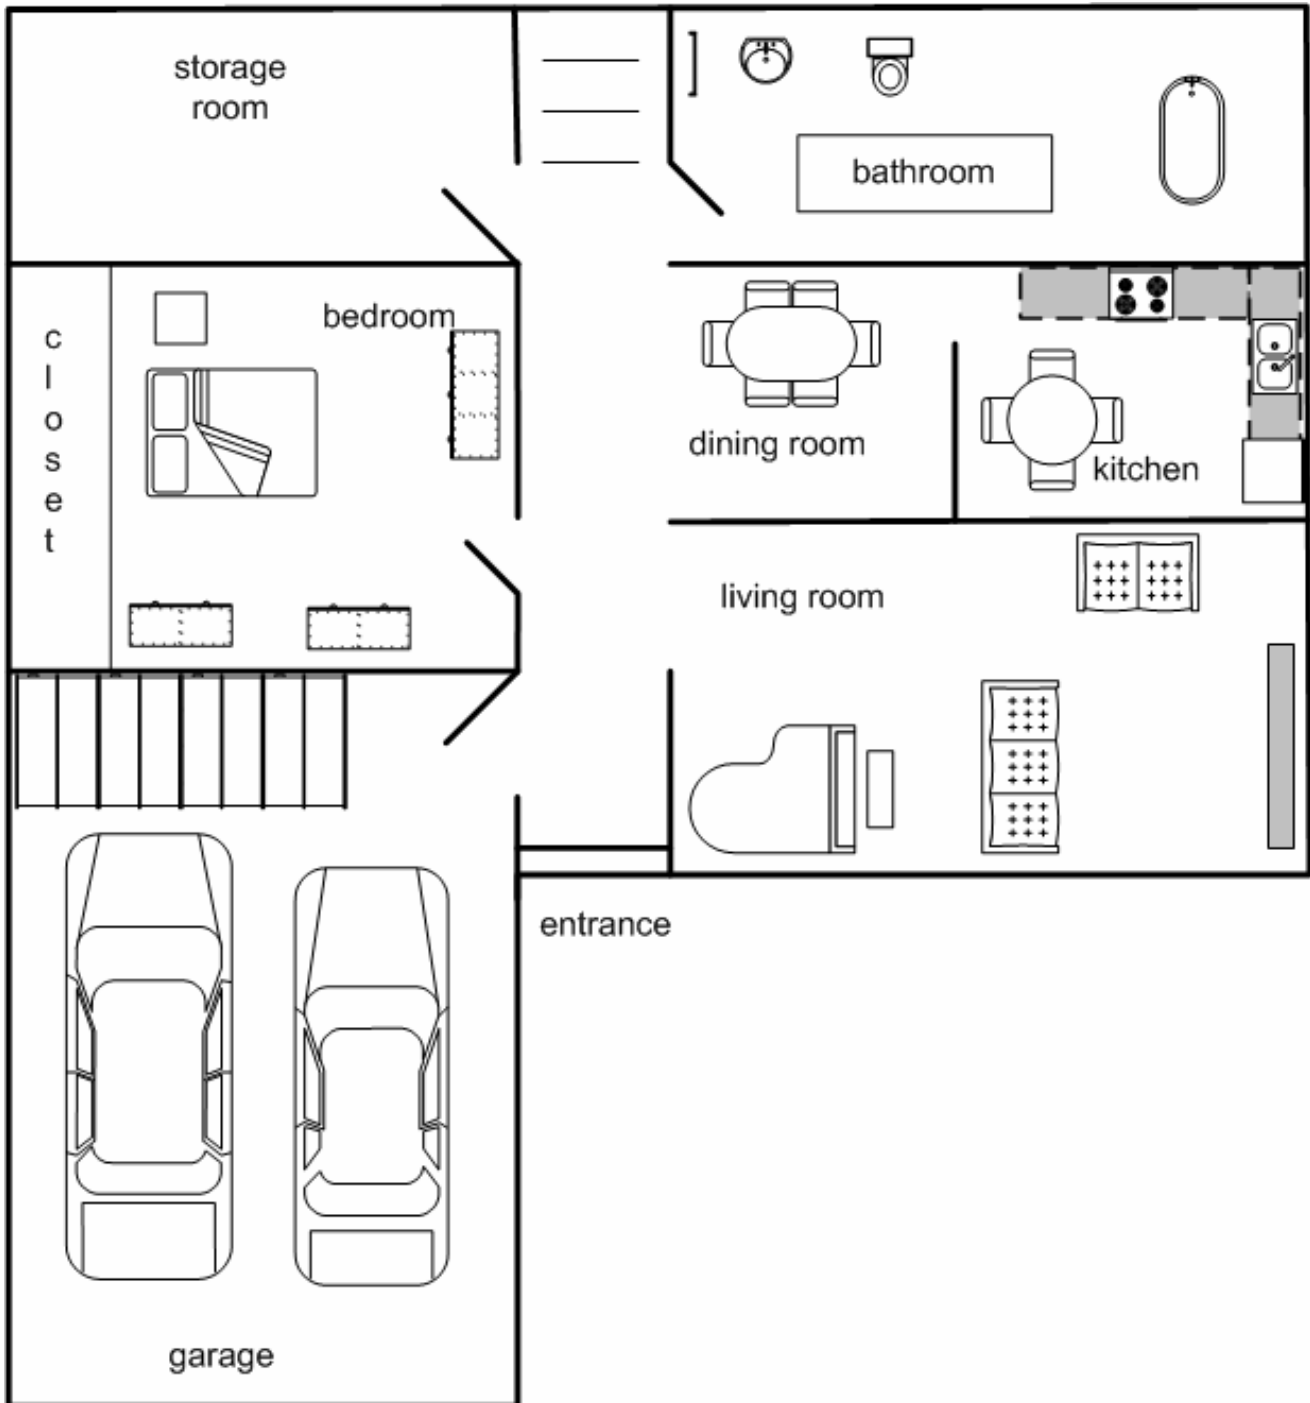 storage
room
bathroom
bedroom
c
l
o
s
e
t
dining room
kitchen
living room
entrance
garage